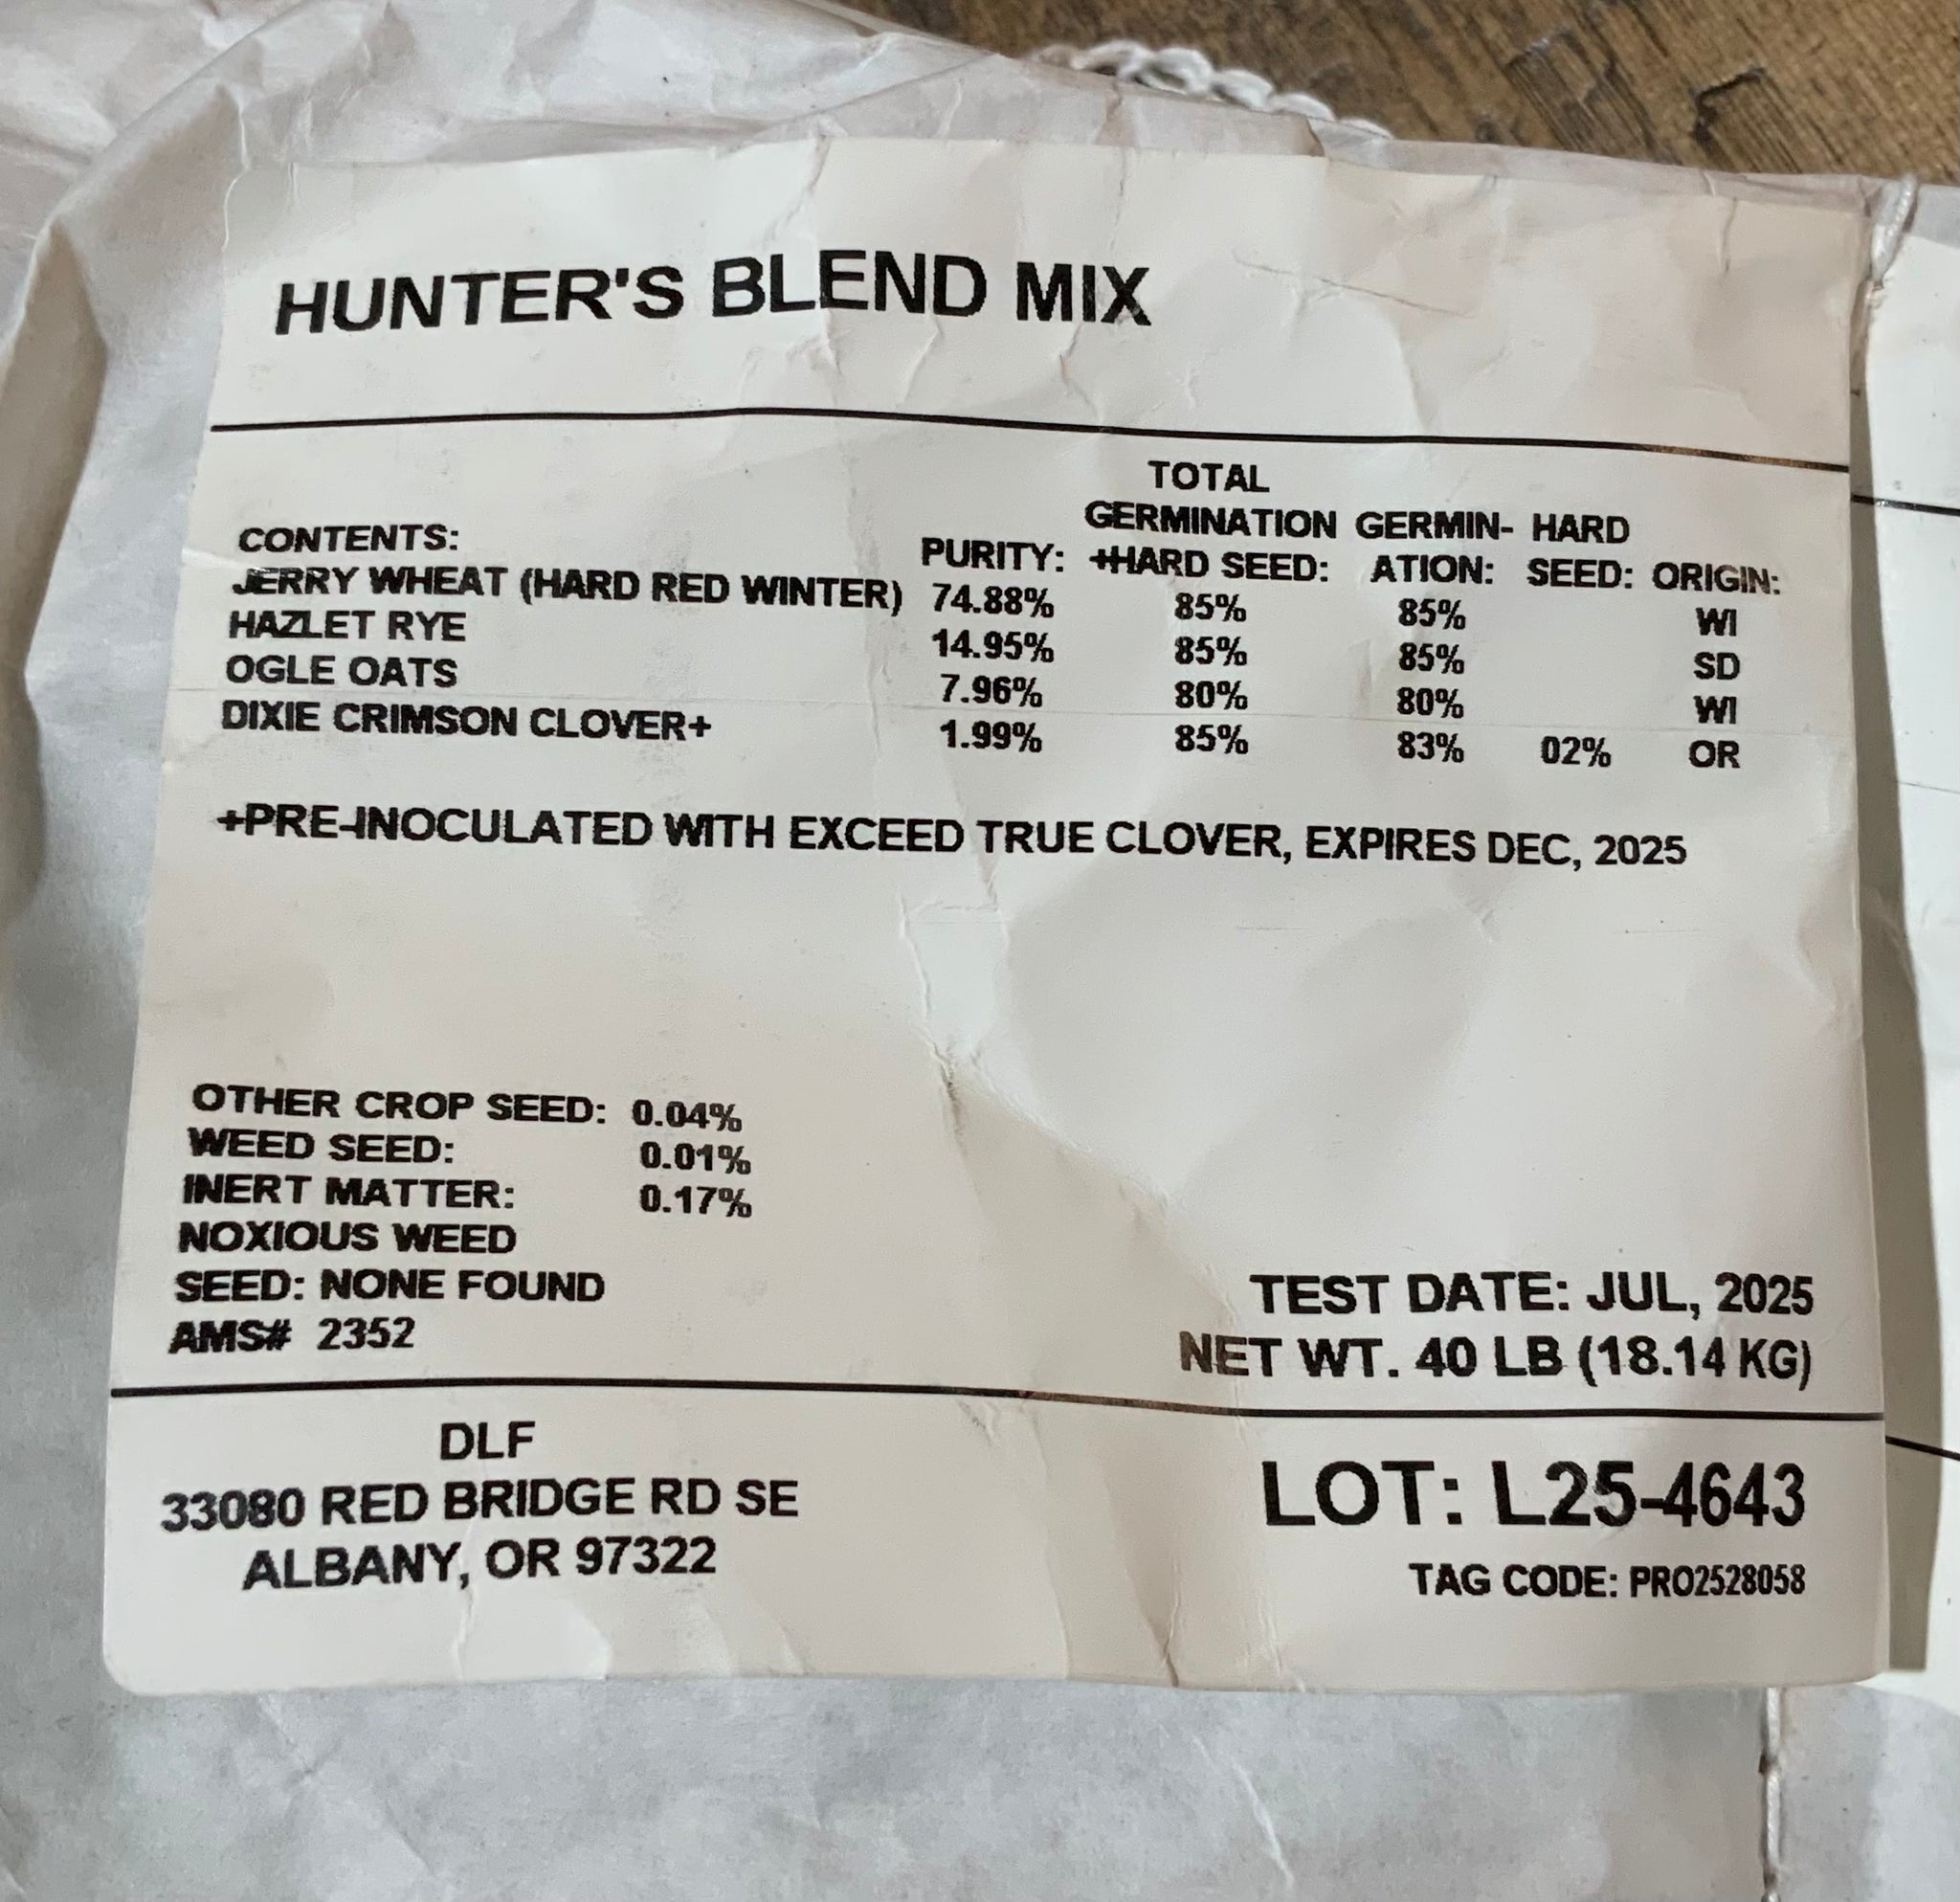 HUNTER'S BLEND MIX
TOTAL
GERMINATION GERMIN- HARD
CONTENTS: PURITY: +HARD SEED: ATION: SEED: ORIGIN:
JERRY WHEAT (HARD RED WINTER) 74.88% 85% 85% WI
HAZLET RYE 14.95% 85% 85% SD
OGLE OATS 7.96% 80% 80% WI
DIXIE CRIMSON CLOVER+ 1.99% 85% 83% 02% OR
+PRE-INOCULATED WITH EXCEED TRUE CLOVER, EXPIRES DEC, 2025
OTHER CROP SEED: 0.04%
WEED SEED: 0.01%
INERT MATTER: 0.17%
NOXIOUS WEED
SEED: NONE FOUND
AMS# 2352
TEST DATE: JUL, 2025
NET WT. 40 LB (18.14 KG)
DLF
33080 RED BRIDGE RD SE
ALBANY, OR 97322
LOT: L25-4643
TAG CODE: PRO2528058